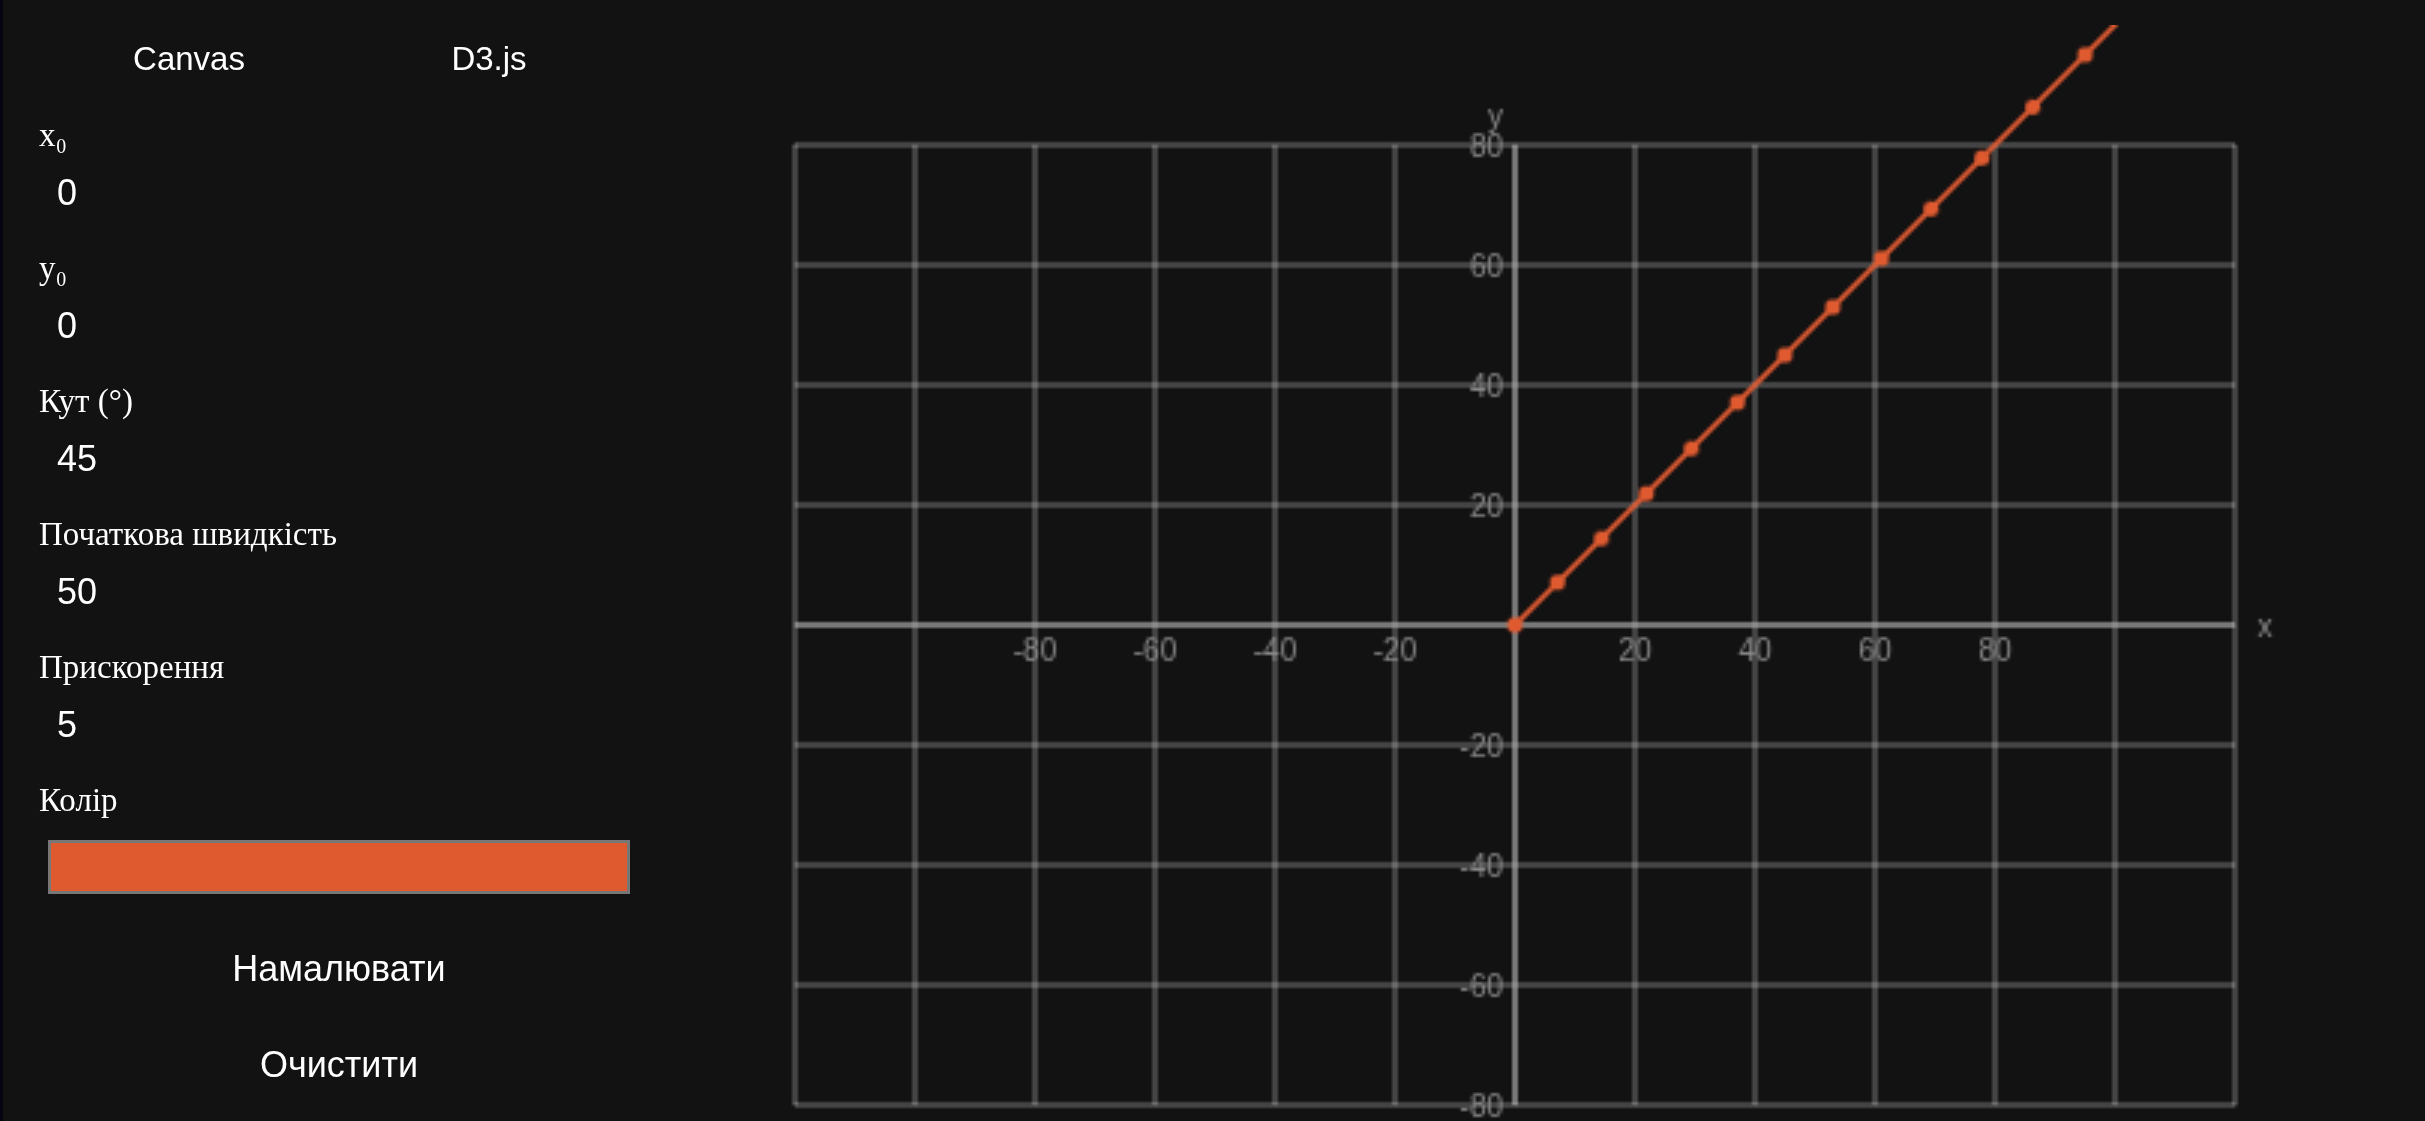 Canvas
D3.js
x₀
0
y₀
0
Кут (°)
45
Початкова швидкість
50
Прискорення
5
Колір
Намалювати
Очистити
y
80
60
40
20
-80 -60 -40 -20 20 40 60 80
x
-20
-40
-60
-80